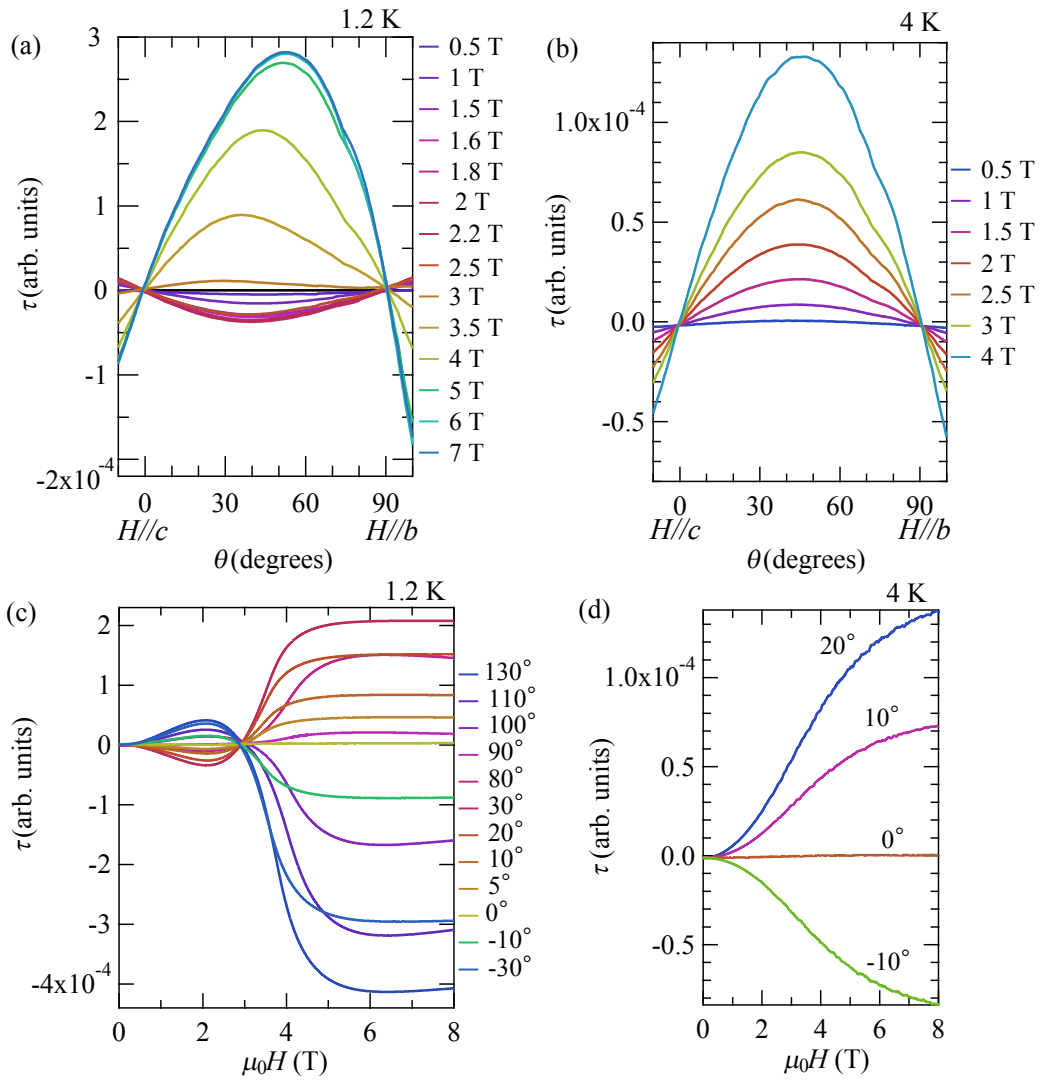 (a)
1.2 K
3
2
1
0
-1
-2x10⁻⁴
τ (arb. units)
0
30
60
90
H//c
H//b
θ (degrees)
0.5 T
1 T
1.5 T
1.6 T
1.8 T
2 T
2.2 T
2.5 T
3 T
3.5 T
4 T
5 T
6 T
7 T
(b)
4 K
1.0x10⁻⁴
0.5
0.0
-0.5
τ (arb. units)
0
30
60
90
H//c
H//b
θ (degrees)
0.5 T
1 T
1.5 T
2 T
2.5 T
3 T
4 T
(c)
1.2 K
2
1
0
-1
-2
-3
-4x10⁻⁴
τ (arb. units)
0
2
4
6
8
μ₀H (T)
130°
110°
100°
90°
80°
30°
20°
10°
5°
0°
-10°
-30°
(d)
4 K
1.0x10⁻⁴
0.5
0.0
-0.5
τ (arb. units)
20°
10°
0°
-10°
0
2
4
6
8
μ₀H (T)